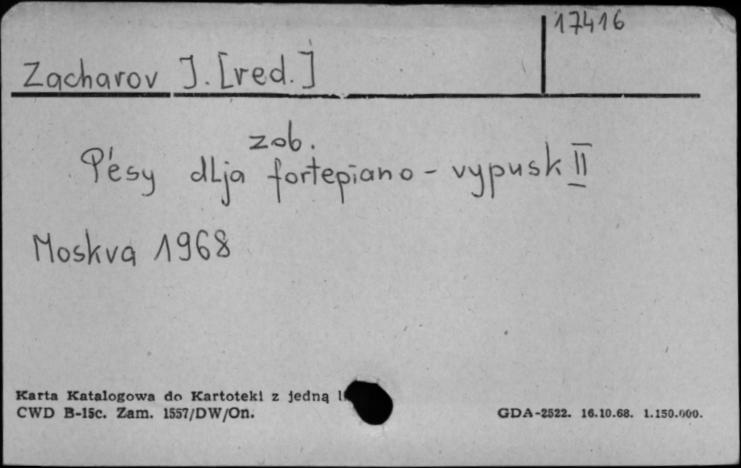 17416
Zacharov J. [red.]
zob.
P'esy dlja fortepiano - vypusk II
Moskva 1968
Karta Katalogowa do Kartoteki z jedną
CWD B-15c. Zam. 1557/DW/On.
GDA-2522. 16.10.68. 1.150.000.